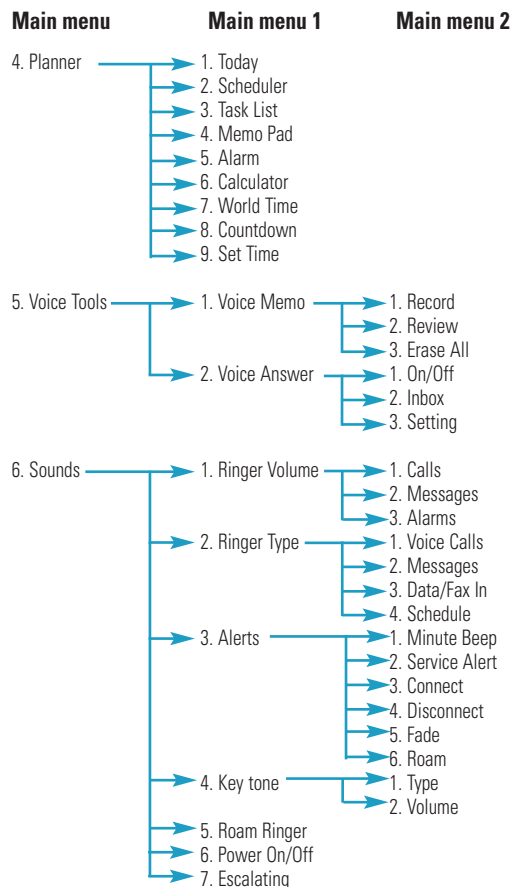 Main menu Main menu 1 Main menu 2
4. Planner 1. Today
2. Scheduler
3. Task List
4. Memo Pad
5. Alarm
6. Calculator
7. World Time
8. Countdown
9. Set Time
5. Voice Tools 1. Voice Memo 1. Record
2. Review
3. Erase All
2. Voice Answer 1. On/Off
2. Inbox
3. Setting
6. Sounds 1. Ringer Volume 1. Calls
2. Messages
3. Alarms
2. Ringer Type 1. Voice Calls
2. Messages
3. Data/Fax In
4. Schedule
3. Alerts 1. Minute Beep
2. Service Alert
3. Connect
4. Disconnect
5. Fade
6. Roam
4. Key tone 1. Type
2. Volume
5. Roam Ringer
6. Power On/Off
7. Escalating